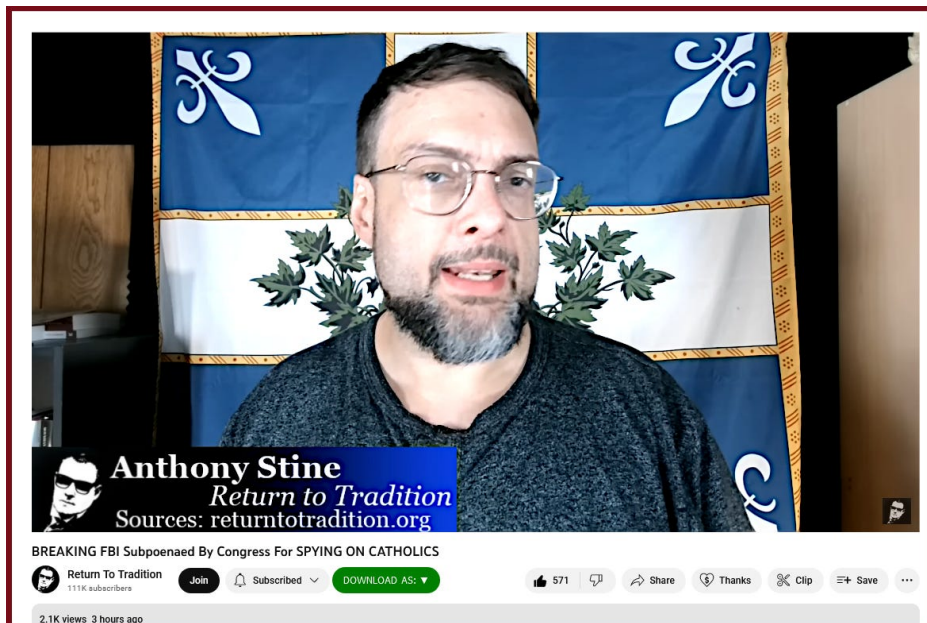 Anthony Stine
Return to Tradition
Sources: returntotradition.org
BREAKING FBI Subpoenaed By Congress For SPYING ON CATHOLICS
Return To Tradition
111K subscribers
Join
Subscribed
DOWNLOAD AS: ▼
571
Share
Thanks
Clip
Save
2.1K views 3 hours ago